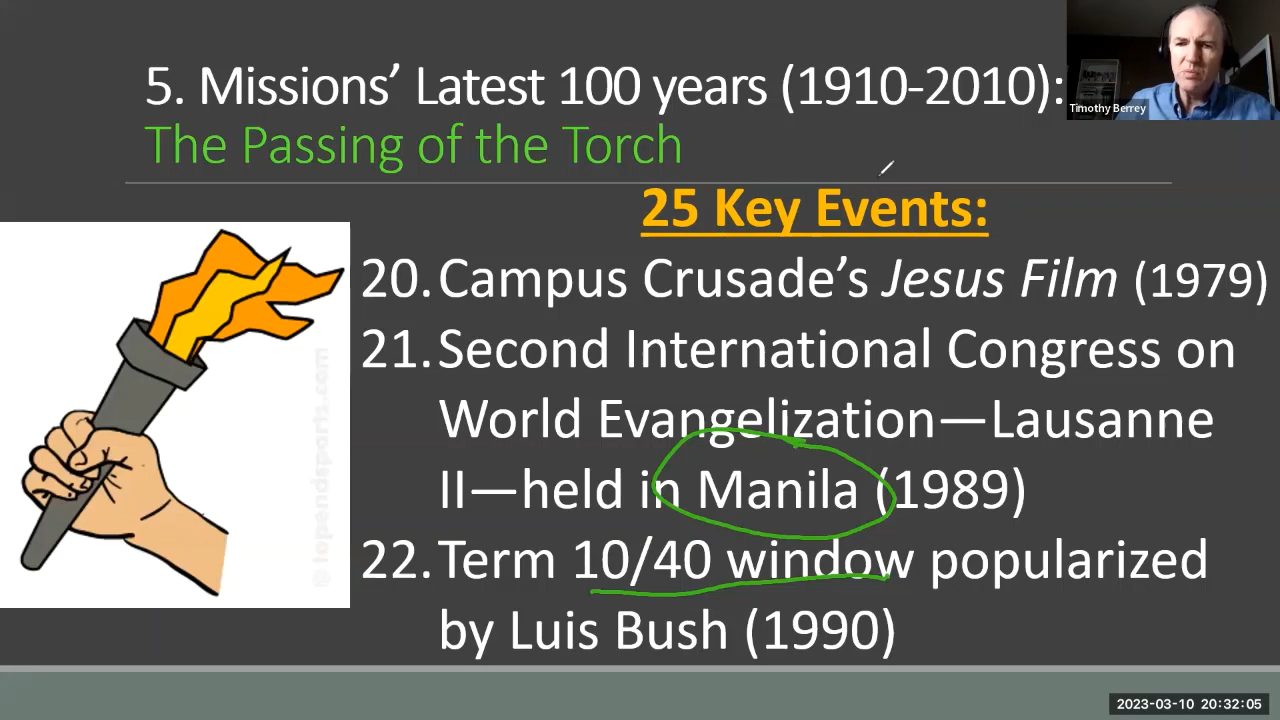 5. Missions’ Latest 100 years (1910-2010):
The Passing of the Torch
Timothy Berrey
25 Key Events:
20. Campus Crusade’s Jesus Film (1979)
21. Second International Congress on
World Evangelization—Lausanne
II—held in Manila (1989)
22. Term 10/40 window popularized
by Luis Bush (1990)
© topendsports.com
2023-03-10 20:32:05